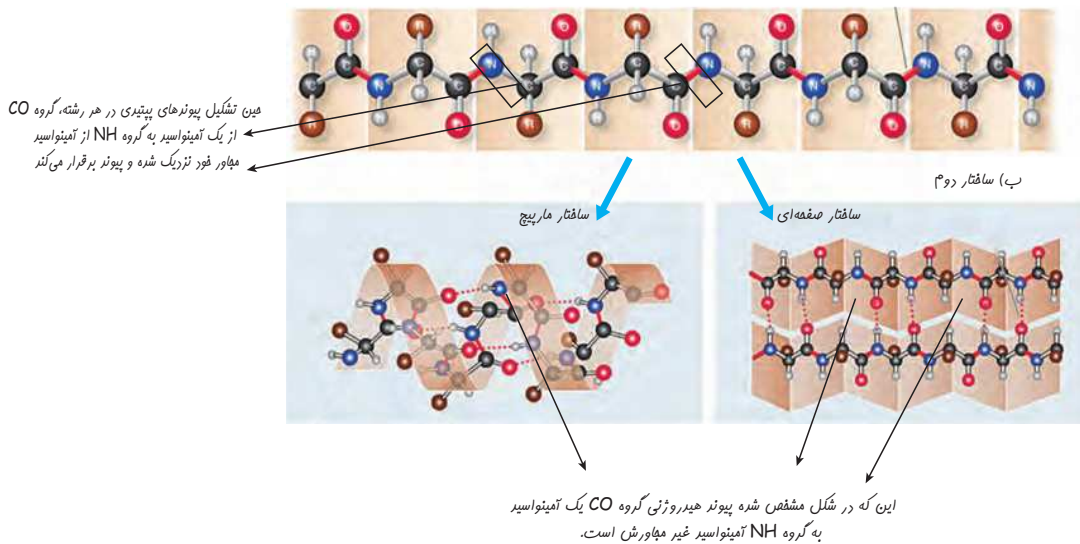 حین تشکیل پیوندهای پپتیدی در هر رشته، گروه CO
از یک آمینواسید به گروه NH از آمینواسید
مجاور خود نزدیک شده و پیوند برقرار می‌کند
ب) ساختار دوم
ساختار صفحه‌ای
ساختار مارپیچ
این که در شکل مشخص شده پیوند هیدروژنی گروه CO یک آمینواسید
به گروه NH آمینواسید غیر مجاورش است.